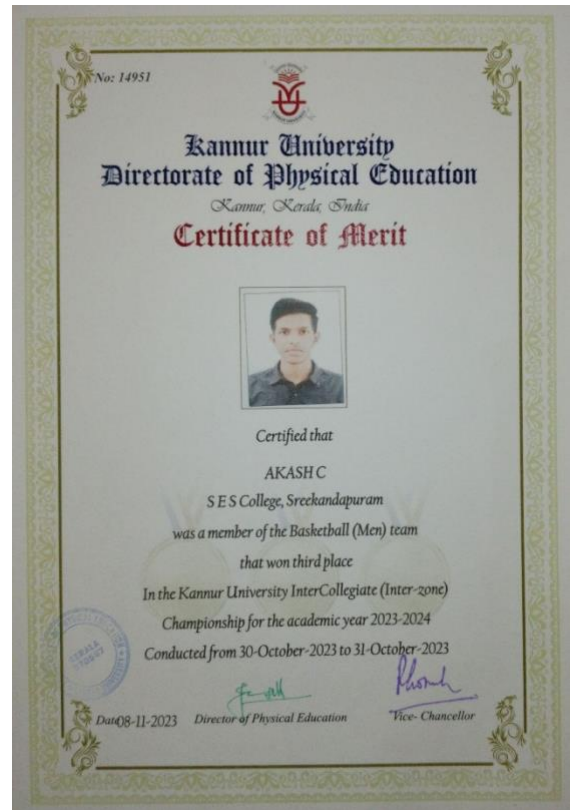 No: 14951
Kannur University
Directorate of Physical Education
Kannur, Kerala, India
Certificate of Merit
Certified that
AKASH C
S E S College, Sreekandapuram
was a member of the Basketball (Men) team
that won third place
In the Kannur University InterCollegiate (Inter-zone)
Championship for the academic year 2023-2024
Conducted from 30-October-2023 to 31-October-2023
KERALA
Date08-11-2023 Director of Physical Education Vice- Chancellor